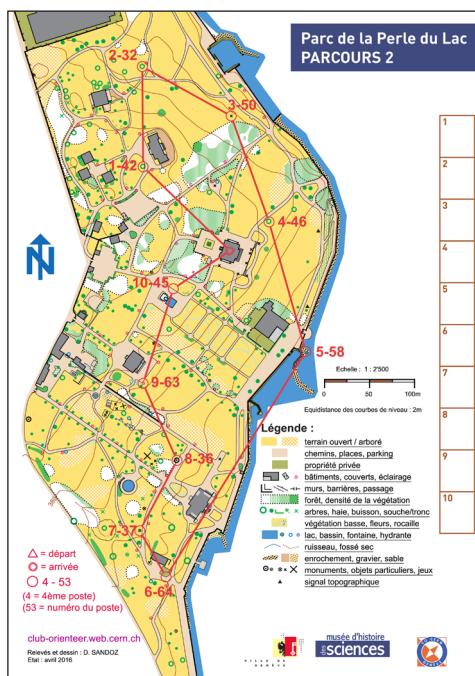 Parc de la Perle du Lac
PARCOURS 2
2-32
3-50
1-42
4-46
10-45
5-58
9-63
8-36
7-37
6-64
N
1
2
3
4
5
6
7
8
9
10
Echelle : 1 : 2'500
0
50
100m
Equidistance des courbes de niveau : 2m
Légende :
terrain ouvert / arboré
chemins, places, parking
propriété privée
bâtiments, couverts, éclairage
murs, barrières, passage
forêt, densité de la végétation
arbres, haie, buisson, souche/tronc
végétation basse, fleurs, rocaille
lac, bassin, fontaine, hydrante
ruisseau, fossé sec
enrochement, gravier, sable
monuments, objets particuliers, jeux
signal topographique
= départ
= arrivée
4 - 53
(4 = 4ème poste)
(53 = numéro du poste)
club-orienteer.web.cern.ch
Relevés et dessin : D. SANDOZ
Etat : avril 2016
VILLE DE
GENÈVE
musée d'histoire
des sciences